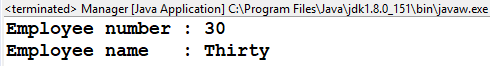 <terminated> Manager [Java Application] C:\Program Files\Java\jdk1.8.0_151\bin\javaw.exe
Employee number : 30
Employee name   : Thirty